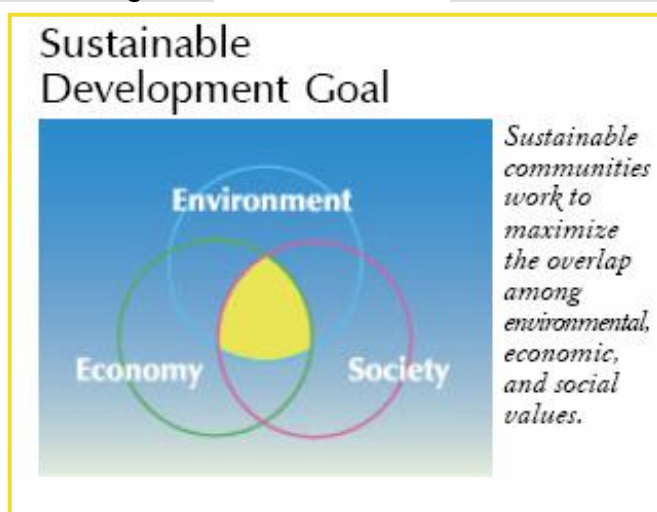 Sustainable
Development Goal
Environment
Economy
Society
Sustainable
communities
work to
maximize
the overlap
among
environmental,
economic,
and social
values.